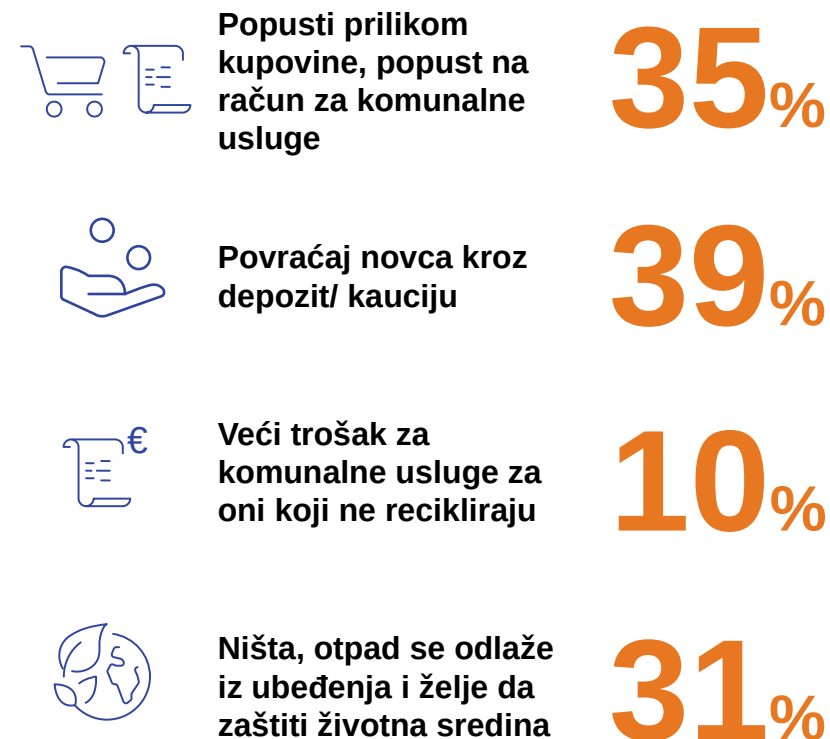 Popusti prilikom
kupovine, popust na
račun za komunalne
usluge
35%
Povraćaj novca kroz
depozit/ kauciju
39%
€
Veći trošak za
komunalne usluge za
oni koji ne recikliraju
10%
Ništa, otpad se odlaže
iz ubeđenja i želje da
zaštiti životna sredina
31%